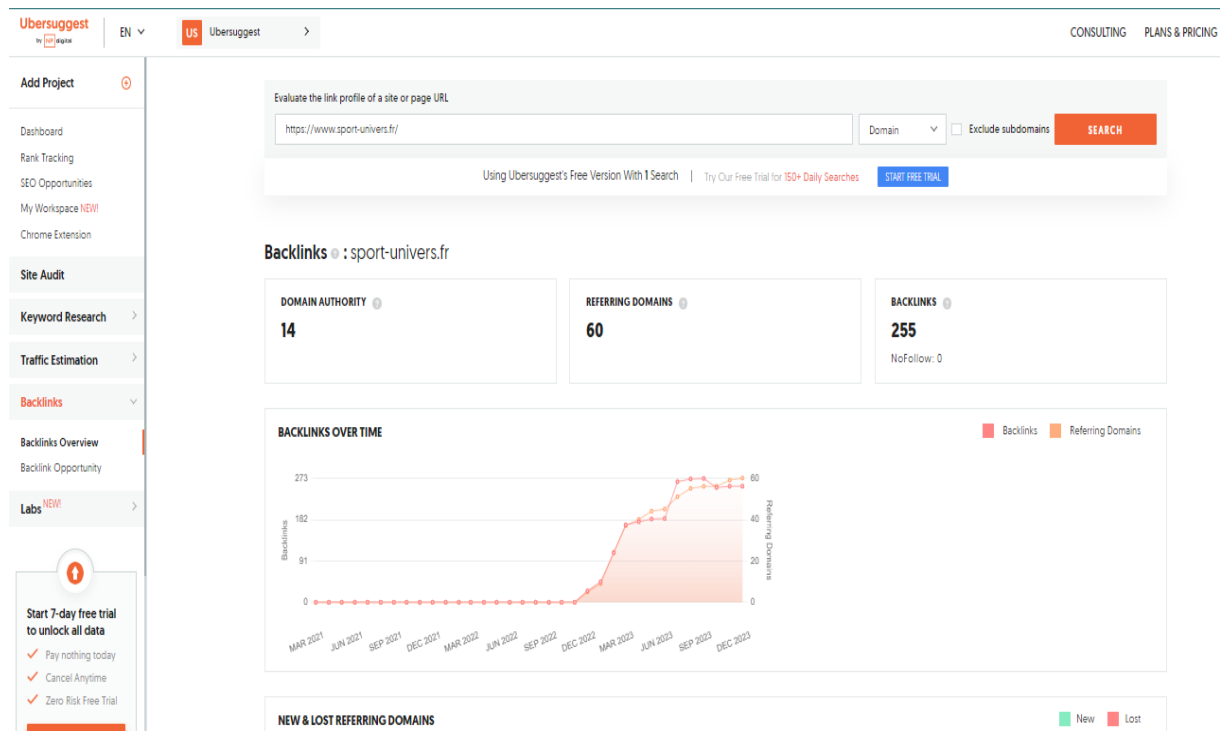 Ubersuggest
by NP digital
EN
US Ubersuggest
CONSULTING PLANS & PRICING
Add Project
Dashboard
Rank Tracking
SEO Opportunities
My Workspace NEW!
Chrome Extension
Site Audit
Keyword Research
Traffic Estimation
Backlinks
Backlinks Overview
Backlink Opportunity
Labs NEW!
Start 7-day free trial
to unlock all data
Pay nothing today
Cancel Anytime
Zero Risk Free Trial
Evaluate the link profile of a site or page URL
https://www.sport-univers.fr/
Domain
Exclude subdomains
SEARCH
Using Ubersuggest's Free Version With 1 Search | Try Our Free Trial for 150+ Daily Searches
START FREE TRIAL
Backlinks ? : sport-univers.fr
DOMAIN AUTHORITY ?
14
REFERRING DOMAINS ?
60
BACKLINKS ?
255
NoFollow: 0
BACKLINKS OVER TIME
Backlinks Referring Domains
273
182
91
0
Backlinks
60
40
20
0
Referring Domains
MAR 2021 JUN 2021 SEP 2021 DEC 2021 MAR 2022 JUN 2022 SEP 2022 DEC 2022 MAR 2023 JUN 2023 SEP 2023 DEC 2023
NEW & LOST REFERRING DOMAINS
New Lost